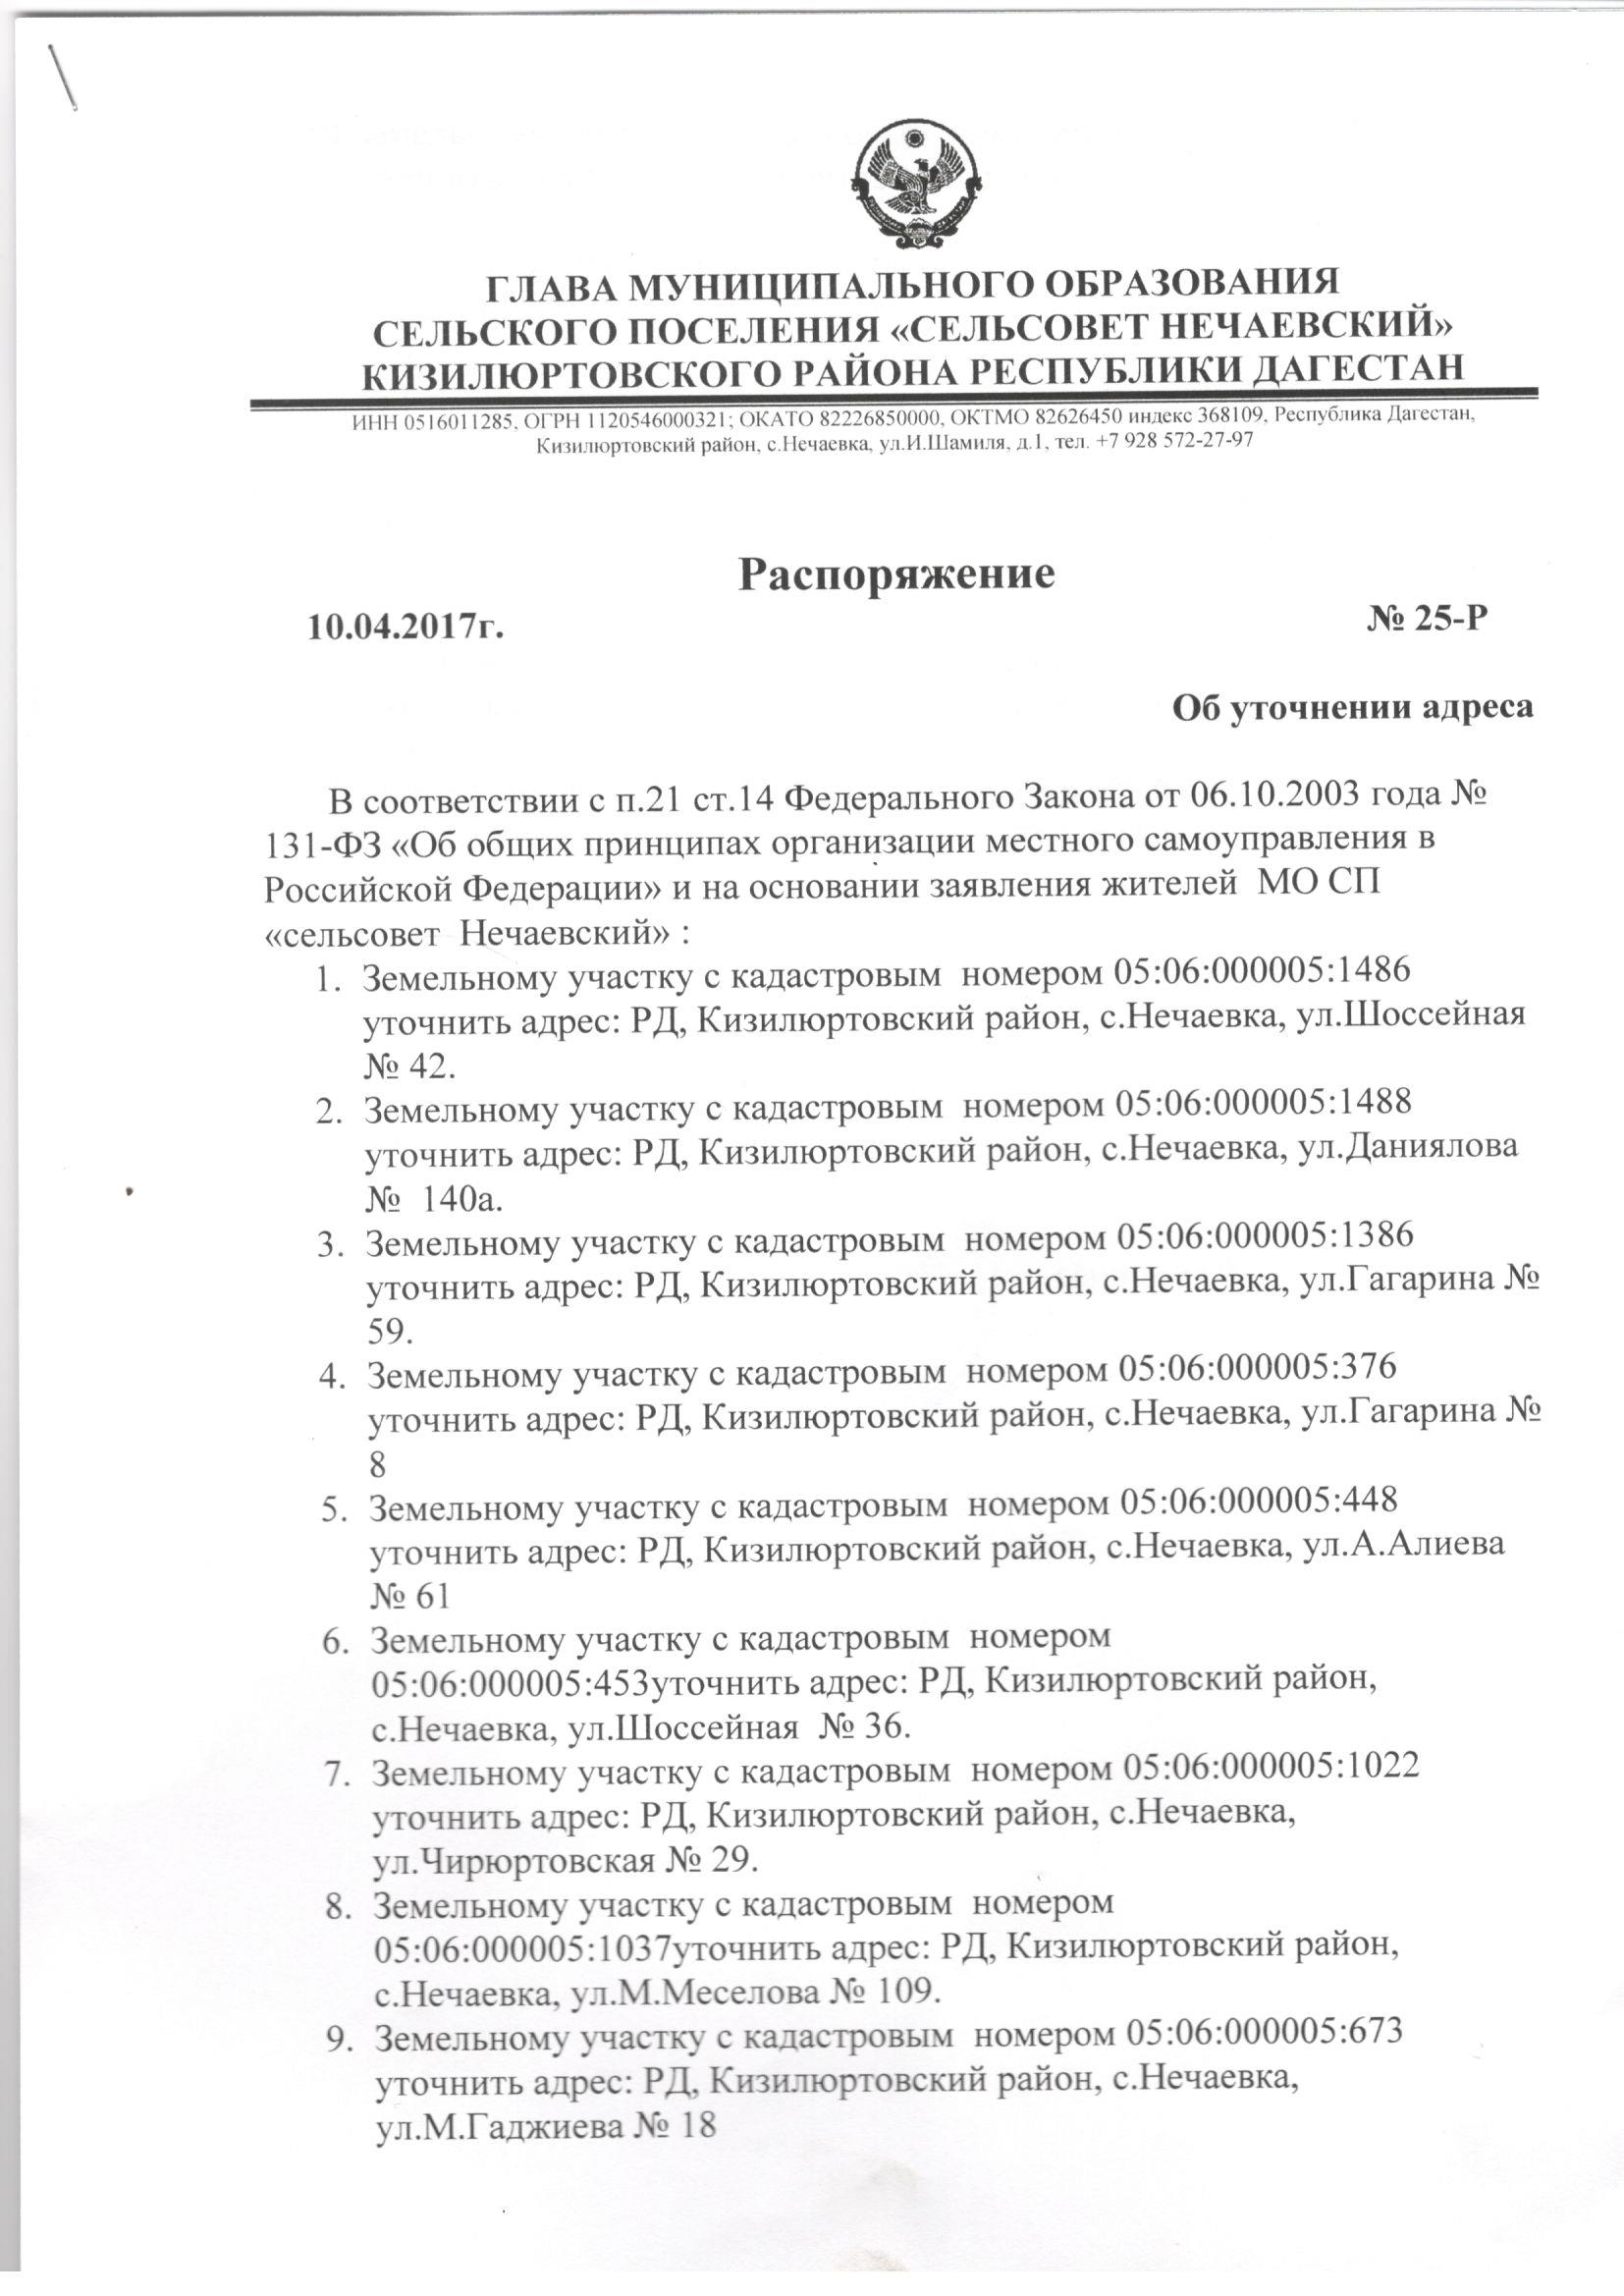 ГЛАВА МУНИЦИПАЛЬНОГО ОБРАЗОВАНИЯ
СЕЛЬСКОГО ПОСЕЛЕНИЯ «СЕЛЬСОВЕТ НЕЧАЕВСКИЙ»
КИЗИЛЮРТОВСКОГО РАЙОНА РЕСПУБЛИКИ ДАГЕСТАН
ИНН 0516011285, ОГРН 1120546000321; ОКАТО 82226850000, ОКТМО 82626450 индекс 368109, Республика Дагестан,
Кизилюртовский район, с.Нечаевка, ул.И.Шамиля, д.1, тел. +7 928 572-27-97
Распоряжение
10.04.2017г. № 25-Р
Об уточнении адреса
В соответствии с п.21 ст.14 Федерального Закона от 06.10.2003 года №
131-ФЗ «Об общих принципах организации местного самоуправления в
Российской Федерации» и на основании заявления жителей МО СП
«сельсовет Нечаевский» :
1. Земельному участку с кадастровым номером 05:06:000005:1486
уточнить адрес: РД, Кизилюртовский район, с.Нечаевка, ул.Шоссейная
№ 42.
2. Земельному участку с кадастровым номером 05:06:000005:1488
уточнить адрес: РД, Кизилюртовский район, с.Нечаевка, ул.Даниялова
№ 140а.
3. Земельному участку с кадастровым номером 05:06:000005:1386
уточнить адрес: РД, Кизилюртовский район, с.Нечаевка, ул.Гагарина №
59.
4. Земельному участку с кадастровым номером 05:06:000005:376
уточнить адрес: РД, Кизилюртовский район, с.Нечаевка, ул.Гагарина №
8
5. Земельному участку с кадастровым номером 05:06:000005:448
уточнить адрес: РД, Кизилюртовский район, с.Нечаевка, ул.А.Алиева
№ 61
6. Земельному участку с кадастровым номером
05:06:000005:453уточнить адрес: РД, Кизилюртовский район,
с.Нечаевка, ул.Шоссейная № 36.
7. Земельному участку с кадастровым номером 05:06:000005:1022
уточнить адрес: РД, Кизилюртовский район, с.Нечаевка,
ул.Чирюртовская № 29.
8. Земельному участку с кадастровым номером
05:06:000005:1037уточнить адрес: РД, Кизилюртовский район,
с.Нечаевка, ул.М.Меселова № 109.
9. Земельному участку с кадастровым номером 05:06:000005:673
уточнить адрес: РД, Кизилюртовский район, с.Нечаевка,
ул.М.Гаджиева № 18